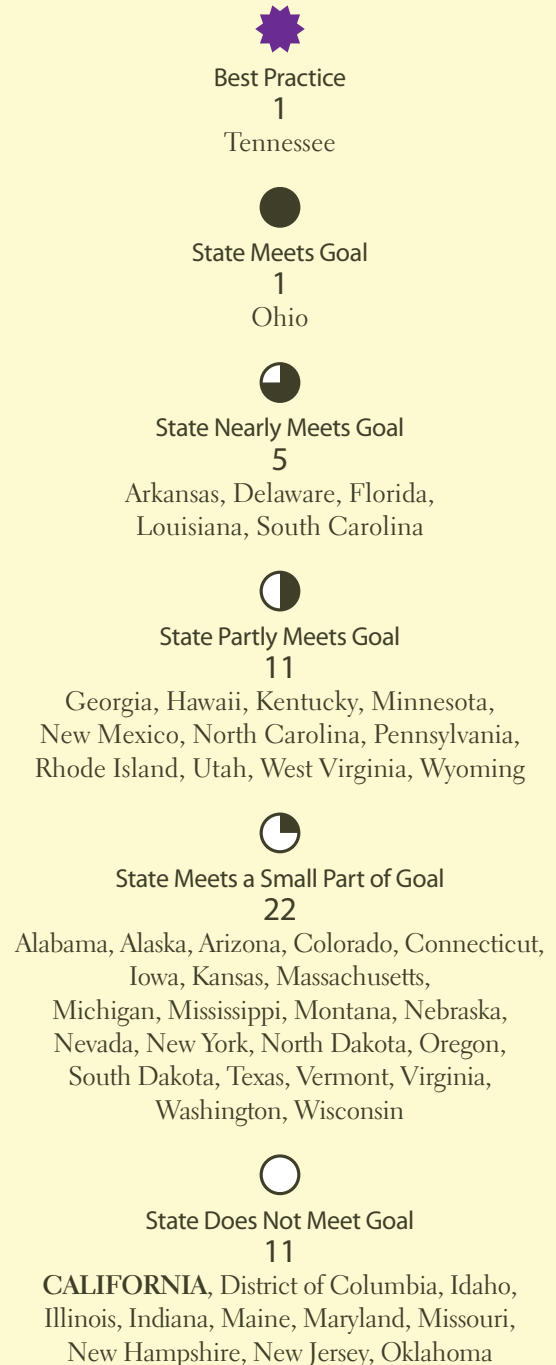 Best Practice
1
Tennessee
State Meets Goal
1
Ohio
State Nearly Meets Goal
5
Arkansas, Delaware, Florida,
Louisiana, South Carolina
State Partly Meets Goal
11
Georgia, Hawaii, Kentucky, Minnesota,
New Mexico, North Carolina, Pennsylvania,
Rhode Island, Utah, West Virginia, Wyoming
State Meets a Small Part of Goal
22
Alabama, Alaska, Arizona, Colorado, Connecticut,
Iowa, Kansas, Massachusetts,
Michigan, Mississippi, Montana, Nebraska,
Nevada, New York, North Dakota, Oregon,
South Dakota, Texas, Vermont, Virginia,
Washington, Wisconsin
State Does Not Meet Goal
11
CALIFORNIA, District of Columbia, Idaho,
Illinois, Indiana, Maine, Maryland, Missouri,
New Hampshire, New Jersey, Oklahoma